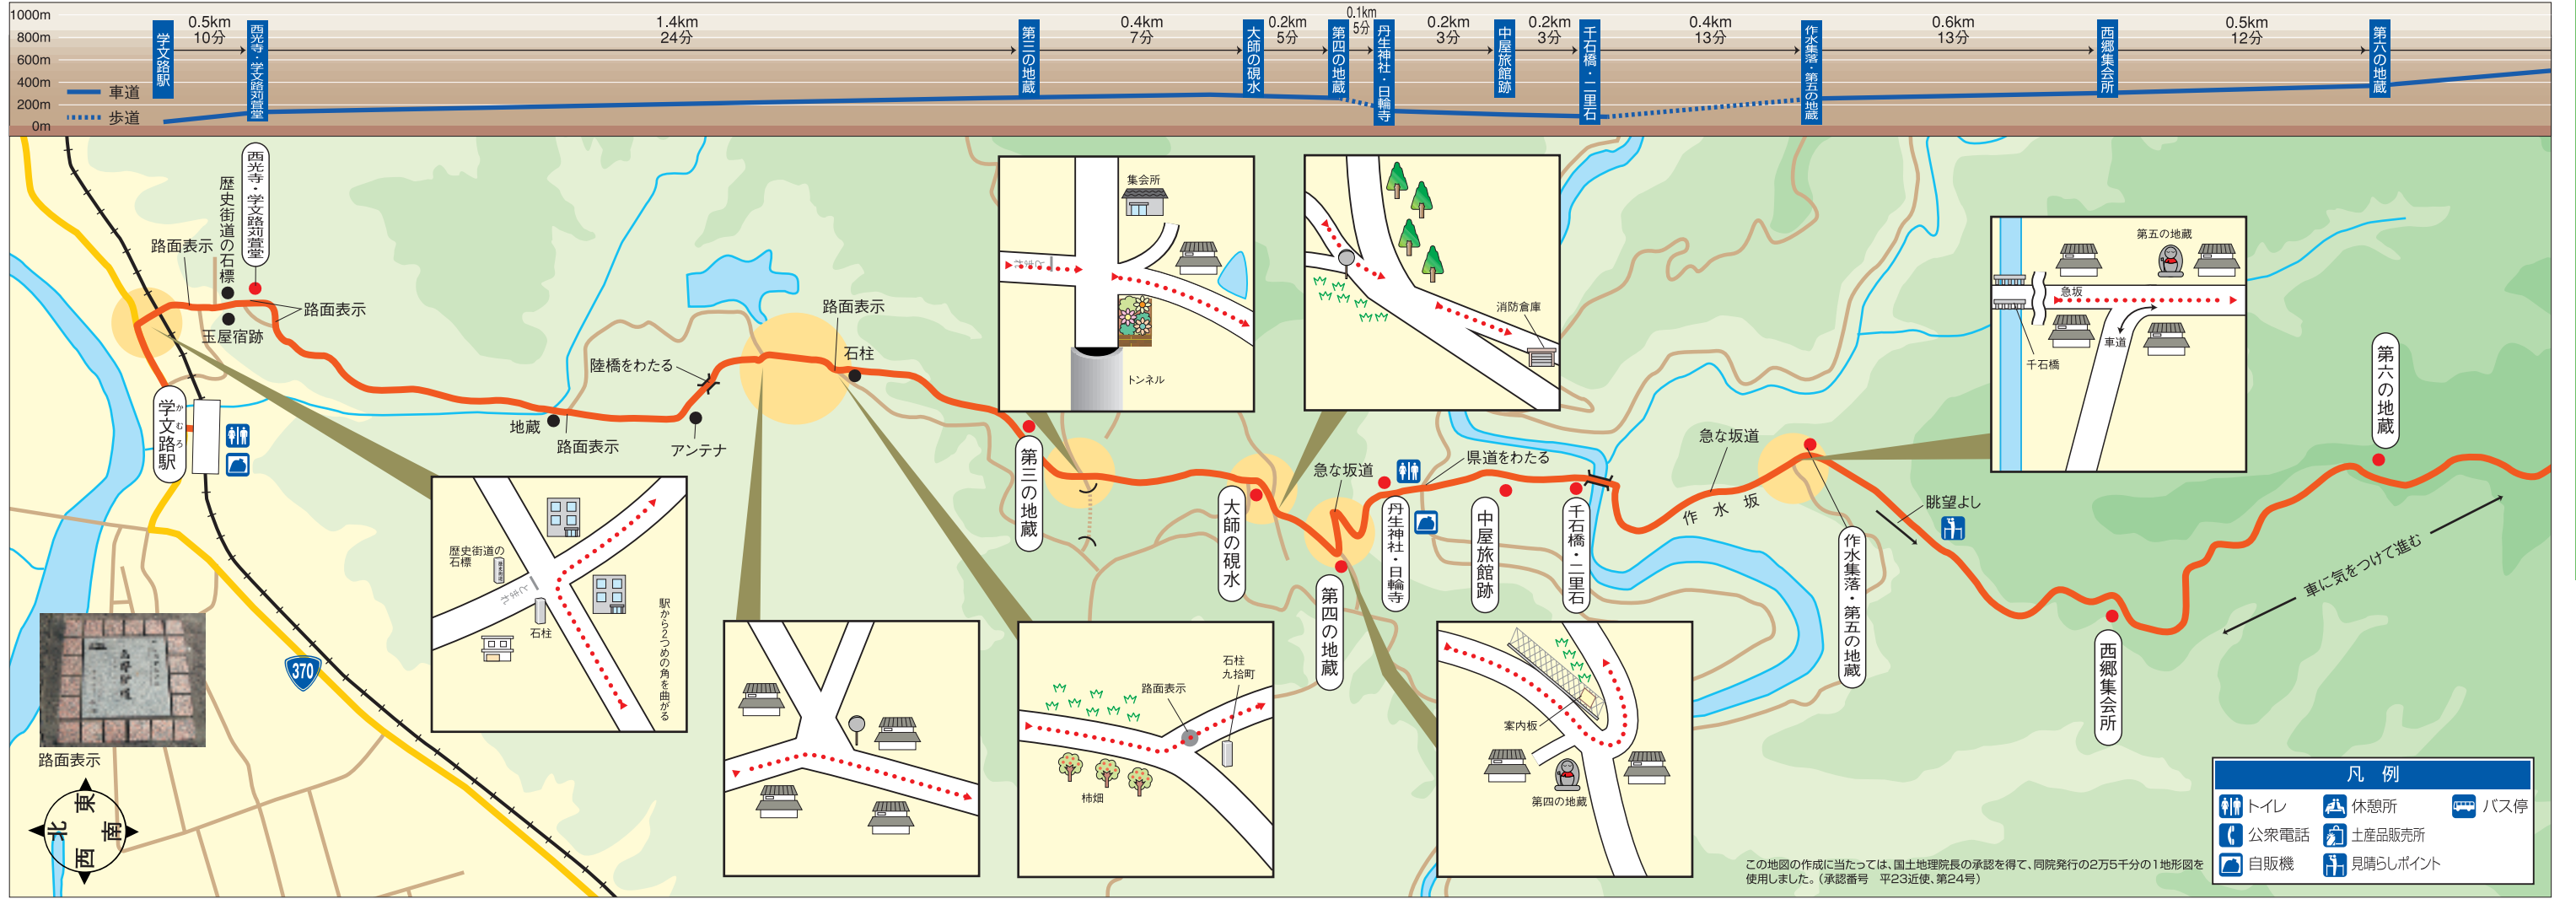 1000m
800m
600m
400m
200m
0m
車道
歩道
学文路駅
0.5km
10分
西光寺・学文路苅萱堂
1.4km
24分
第三の地蔵
0.4km
7分
大師の硯水
0.2km
5分
第四の地蔵
0.1km
5分
丹生神社・日輪寺
0.2km
3分
中屋旅館跡
0.2km
3分
千石橋・二里石
0.4km
13分
作水集落・第五の地蔵
0.6km
13分
西郷集会所
0.5km
12分
第六の地蔵
西光寺・学文路苅萱堂
歴史街道の石標
路面表示
路面表示
玉屋宿跡
学文路駅
かむろ
地蔵
路面表示
アンテナ
陸橋をわたる
路面表示
石柱
第三の地蔵
大師の硯水
急な坂道
第四の地蔵
丹生神社・日輪寺
県道をわたる
中屋旅館跡
千石橋・二里石
作水坂
急な坂道
作水集落・第五の地蔵
眺望よし
西郷集会所
車に気をつけて進む
第六の地蔵
集会所
とまれ
トンネル
消防倉庫
第五の地蔵
急坂
車道
千石橋
歴史街道の
石標
とまれ
石柱
駅から2つめの角を曲がる
路面表示
石柱
九拾町
柿畑
案内板
第四の地蔵
370
路面表示
東
北
南
西
凡例
トイレ
休憩所
バス停
公衆電話
土産品販売所
自販機
見晴らしポイント
この地図の作成に当たっては、国土地理院長の承認を得て、同院発行の2万5千分の1地形図を
使用しました。（承認番号　平23近使、第24号）